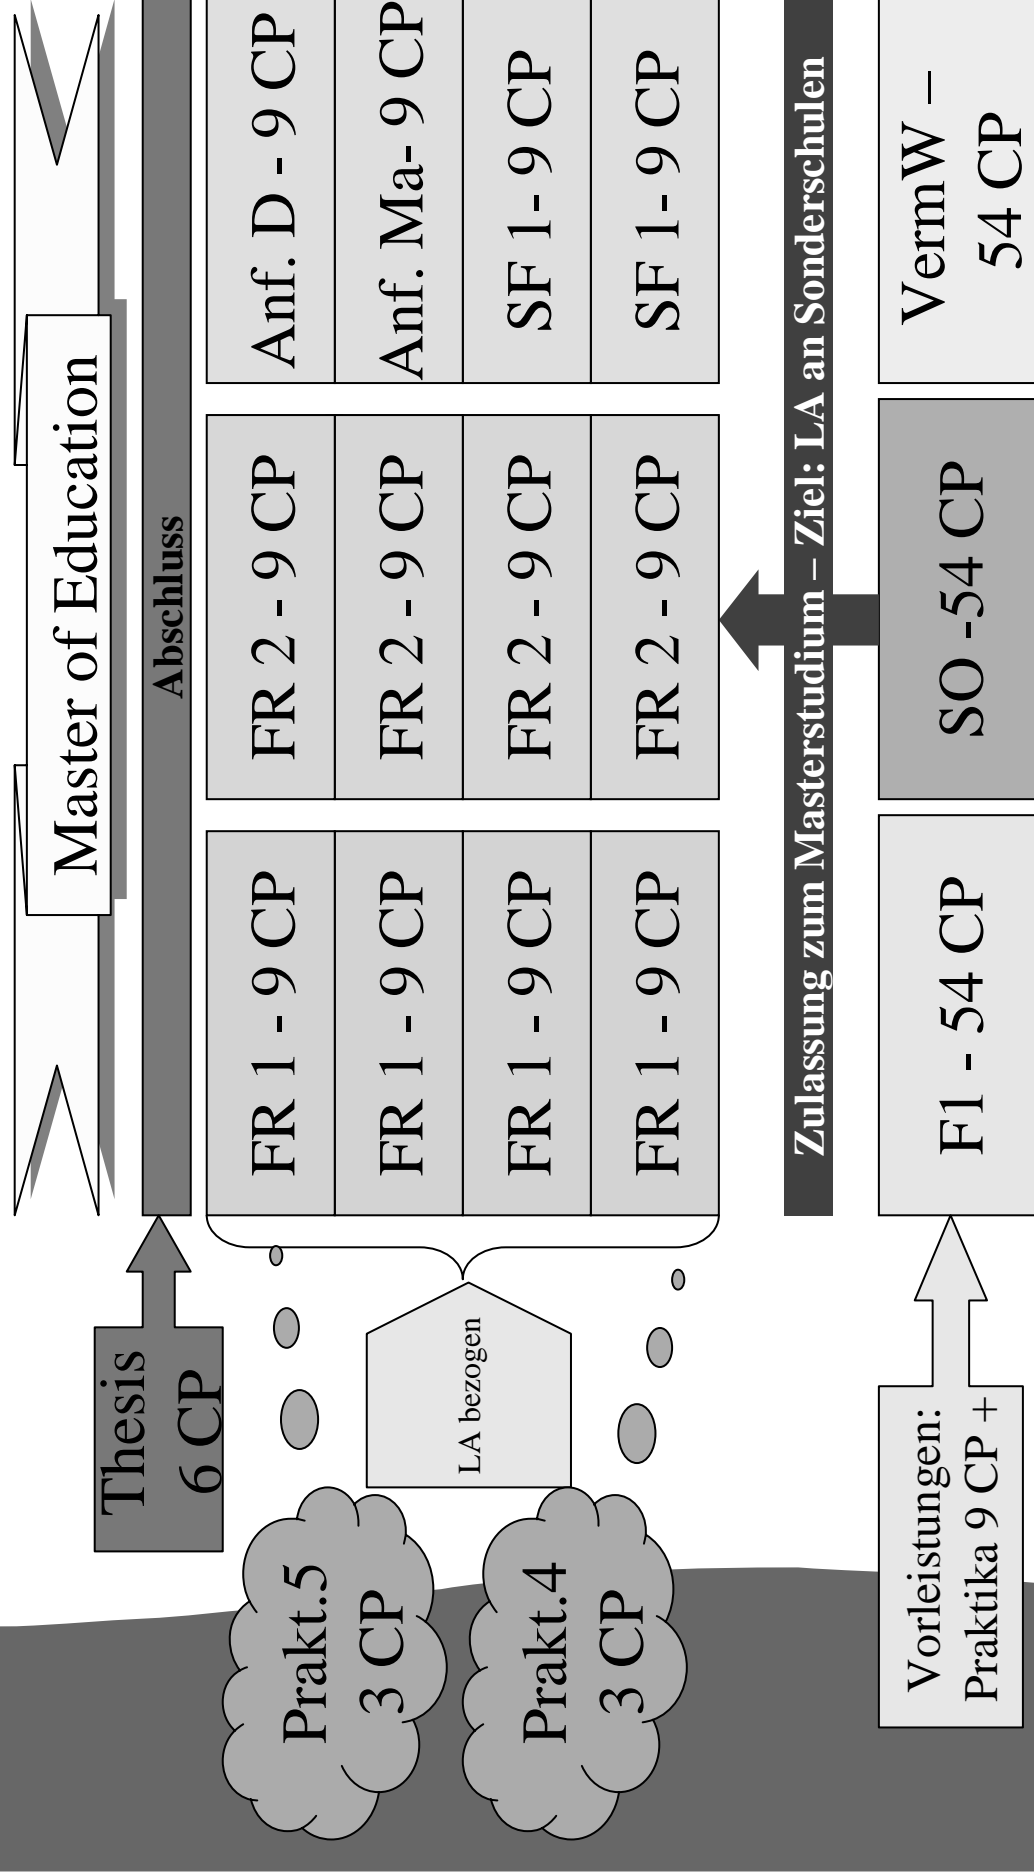 Master of Education
Abschluss
Thesis
6 CP
FR 1 - 9 CP
FR 2 - 9 CP
Anf. D - 9 CP
FR 1 - 9 CP
FR 2 - 9 CP
Anf. Ma- 9 CP
FR 1 - 9 CP
FR 2 - 9 CP
SF 1- 9 CP
FR 1 - 9 CP
FR 2 - 9 CP
SF 1- 9 CP
Prakt.5
3 CP
LA bezogen
Prakt.4
3 CP
Zulassung zum Masterstudium – Ziel: LA an Sonderschulen
Vorleistungen:
Praktika 9 CP +
F1 - 54 CP
SO -54 CP
VermW –
54 CP